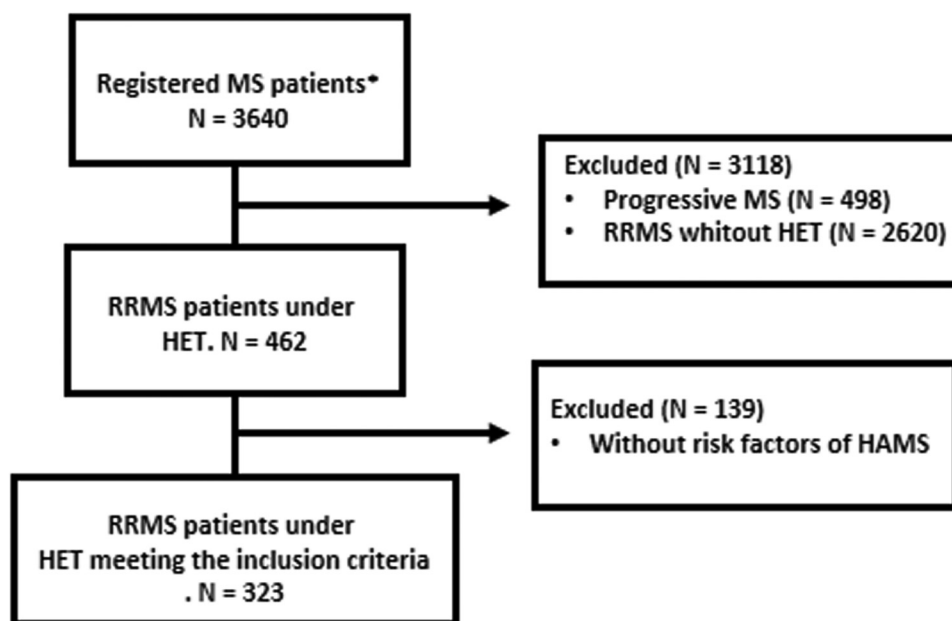 Registered MS patients*
N = 3640
Excluded (N = 3118)
• Progressive MS (N = 498)
• RRMS whitout HET (N = 2620)
RRMS patients under
HET. N = 462
Excluded (N = 139)
• Without risk factors of HAMS
RRMS patients under
HET meeting the inclusion criteria
. N = 323